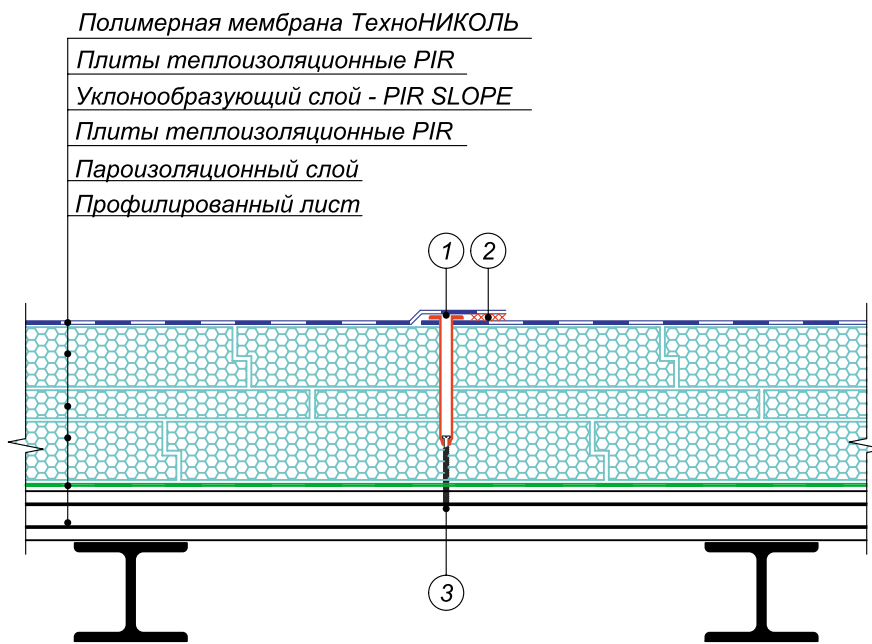 Полимерная мембрана ТехноНИКОЛЬ
Плиты теплоизоляционные PIR
Уклонообразующий слой - PIR SLOPE
Плиты теплоизоляционные PIR
Пароизоляционный слой
Профилированный лист
1
2
3